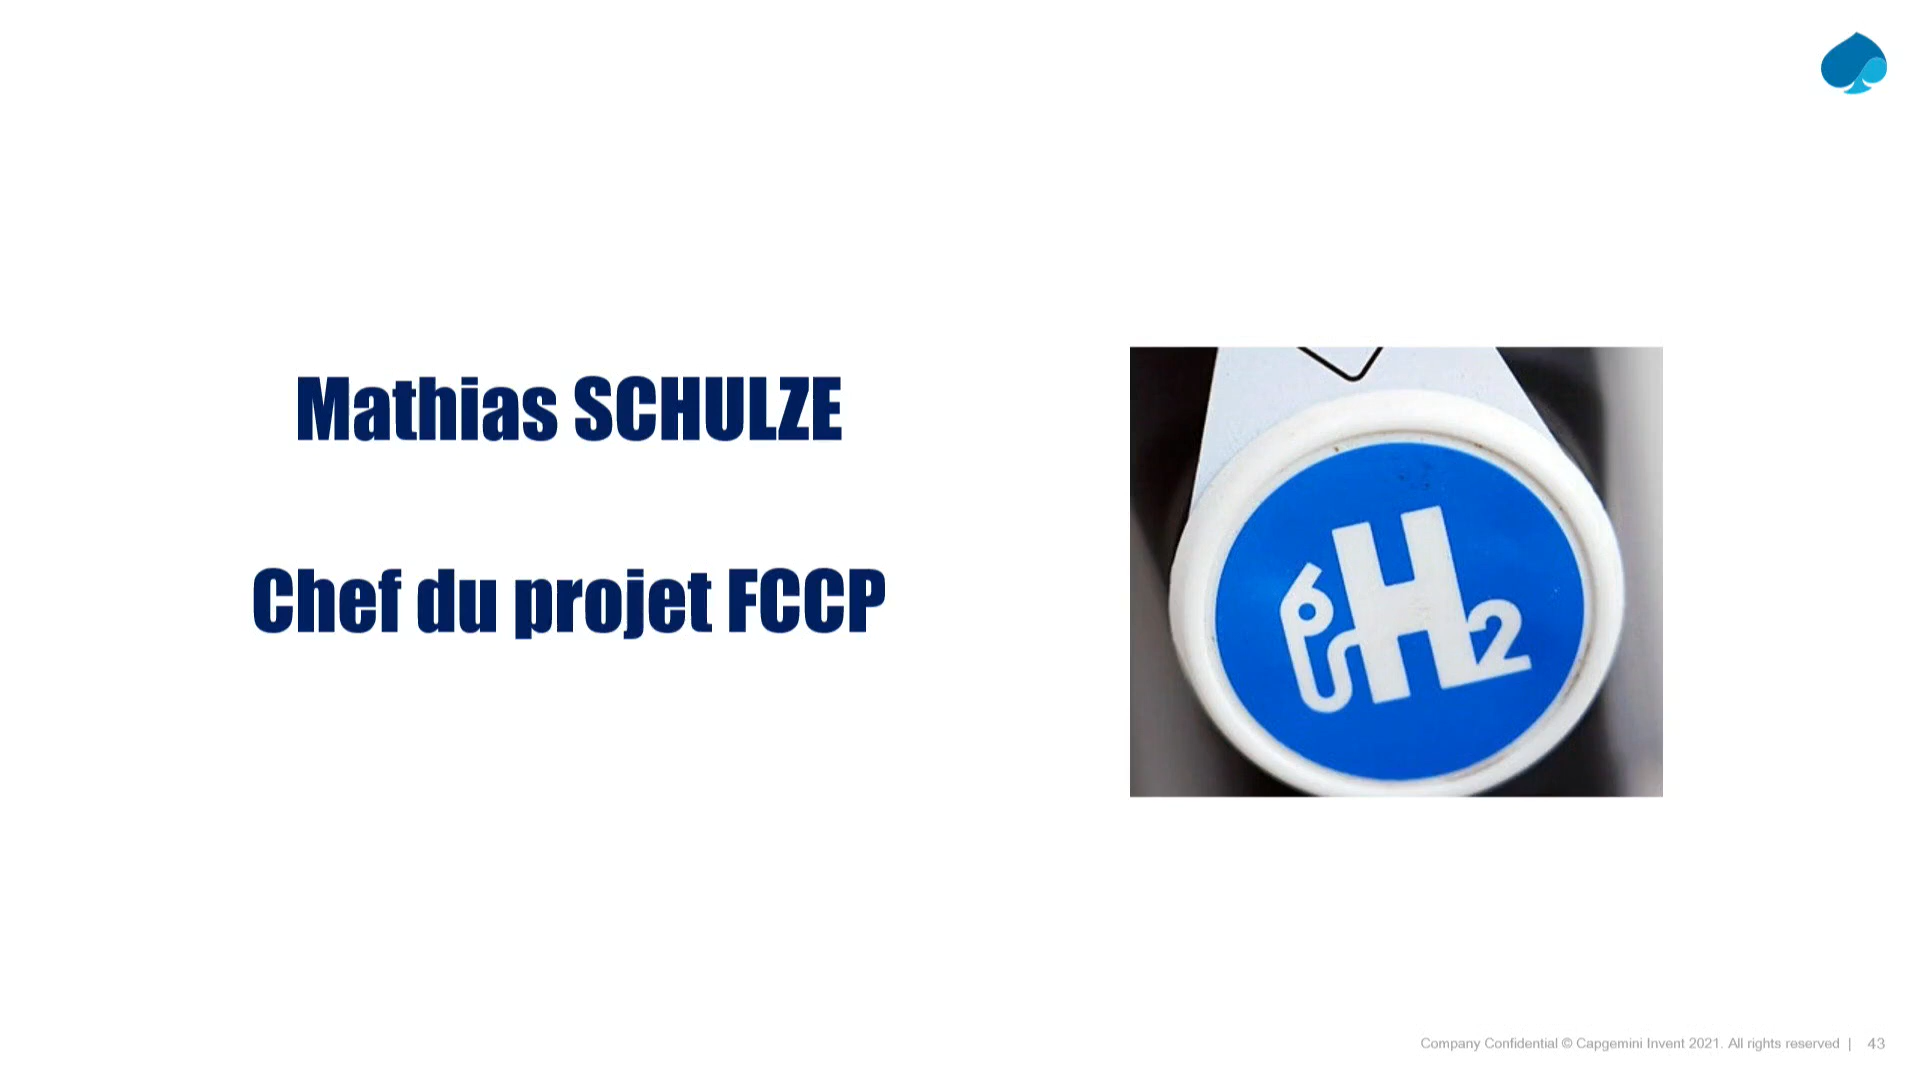 Mathias SCHULZE
Chef du projet FCCP
H2
Company Confidential © Capgemini Invent 2021. All rights reserved | 43